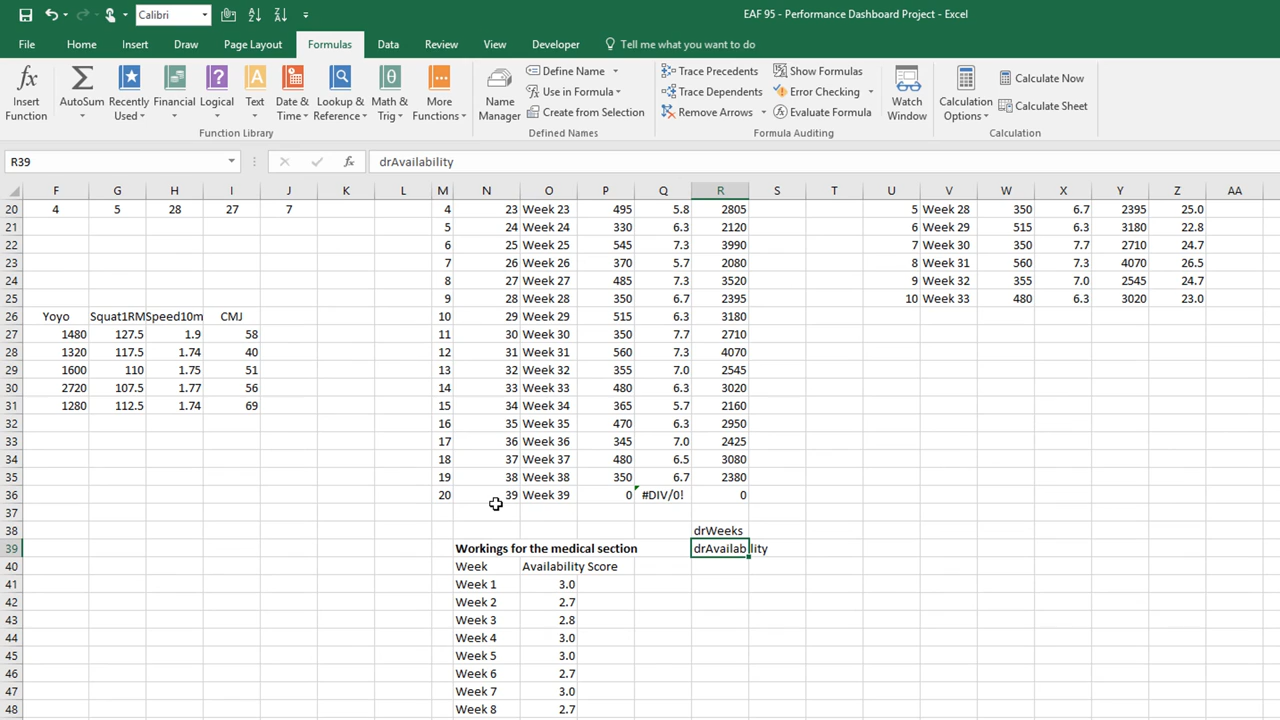 Calibri
EAF 95 - Performance Dashboard Project - Excel
File Home Insert Draw Page Layout Formulas Data Review View Developer Tell me what you want to do
Insert Function
AutoSum
Recently Used
Financial
Logical
Text
Date & Time
Lookup & Reference
Math & Trig
More Functions
Function Library
Name Manager
Define Name
Use in Formula
Create from Selection
Defined Names
Trace Precedents
Trace Dependents
Remove Arrows
Show Formulas
Error Checking
Evaluate Formula
Formula Auditing
Watch Window
Calculation Options
Calculate Now
Calculate Sheet
Calculation
R39 fx drAvailability
F G H I J K L M N O P Q R S T U V W X Y Z AA
20 4 5 28 27 7 4 23 Week 23 495 5.8 2805 5 Week 28 350 6.7 2395 25.0
21 5 24 Week 24 330 6.3 2120 6 Week 29 515 6.3 3180 22.8
22 6 25 Week 25 545 7.3 3990 7 Week 30 350 7.7 2710 24.7
23 7 26 Week 26 370 5.7 2080 8 Week 31 560 7.3 4070 26.5
24 8 27 Week 27 485 7.3 3520 9 Week 32 355 7.0 2545 24.7
25 9 28 Week 28 350 6.7 2395 10 Week 33 480 6.3 3020 23.0
26 Yoyo Squat1RM Speed10m CMJ 10 29 Week 29 515 6.3 3180
27 1480 127.5 1.9 58 11 30 Week 30 350 7.7 2710
28 1320 117.5 1.74 40 12 31 Week 31 560 7.3 4070
29 1600 110 1.75 51 13 32 Week 32 355 7.0 2545
30 2720 107.5 1.77 56 14 33 Week 33 480 6.3 3020
31 1280 112.5 1.74 69 15 34 Week 34 365 5.7 2160
32 16 35 Week 35 470 6.3 2950
33 17 36 Week 36 345 7.0 2425
34 18 37 Week 37 480 6.5 3080
35 19 38 Week 38 350 6.7 2380
36 20 39 Week 39 0 #DIV/0! 0
37
38 drWeeks
39 Workings for the medical section drAvailability
40 Week Availability Score
41 Week 1 3.0
42 Week 2 2.7
43 Week 3 2.8
44 Week 4 3.0
45 Week 5 3.0
46 Week 6 2.7
47 Week 7 3.0
48 Week 8 2.7